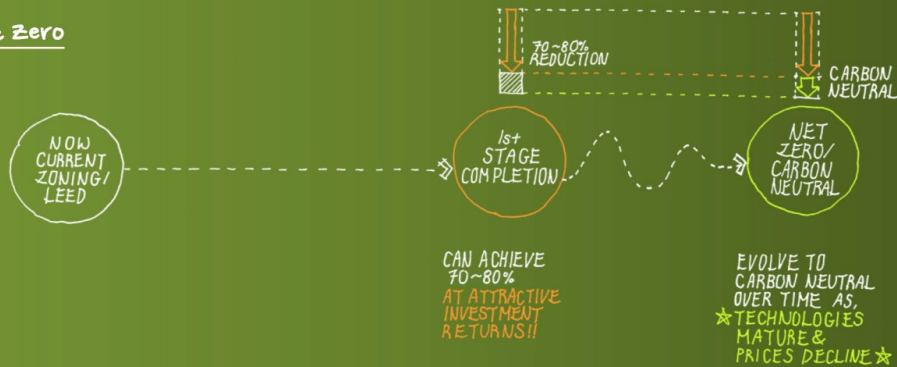 Zero
70~80%
REDUCTION
CARBON
NEUTRAL
NOW
CURRENT
ZONING/
LEED
1st
STAGE
COMPLETION
NET
ZERO/
CARBON
NEUTRAL
CAN ACHIEVE
70~80%
AT ATTRACTIVE
INVESTMENT
RETURNS!!
EVOLVE TO
CARBON NEUTRAL
OVER TIME AS,
TECHNOLOGIES
MATURE &
PRICES DECLINE